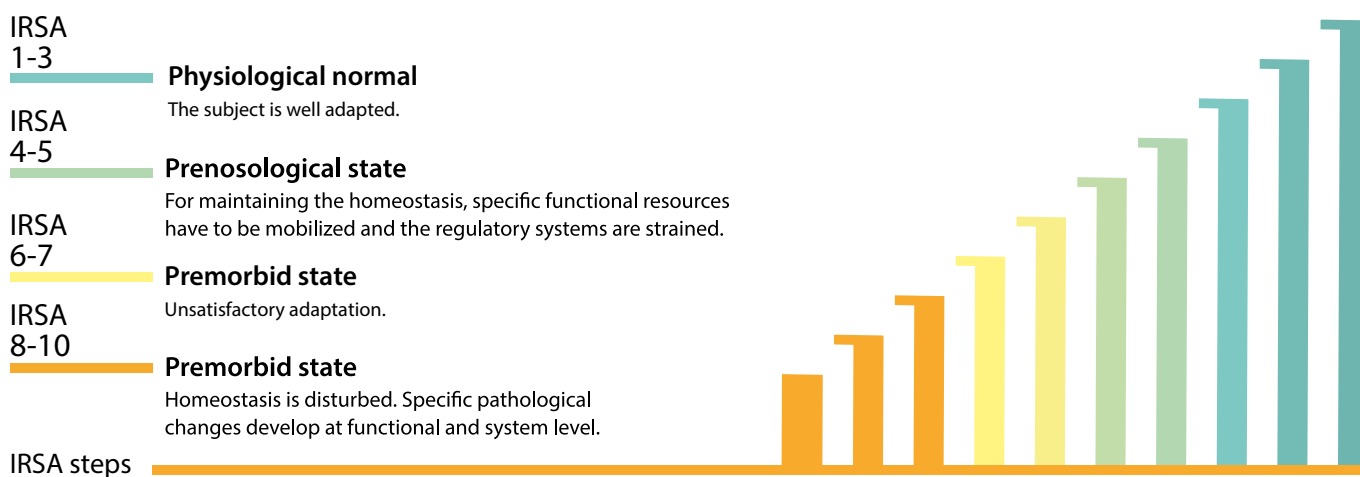 IRSA
1-3
Physiological normal
The subject is well adapted.
IRSA
4-5
Prenosological state
For maintaining the homeostasis, specific functional resources
have to be mobilized and the regulatory systems are strained.
IRSA
6-7
Premorbid state
Unsatisfactory adaptation.
IRSA
8-10
Premorbid state
Homeostasis is disturbed. Specific pathological
changes develop at functional and system level.
IRSA steps